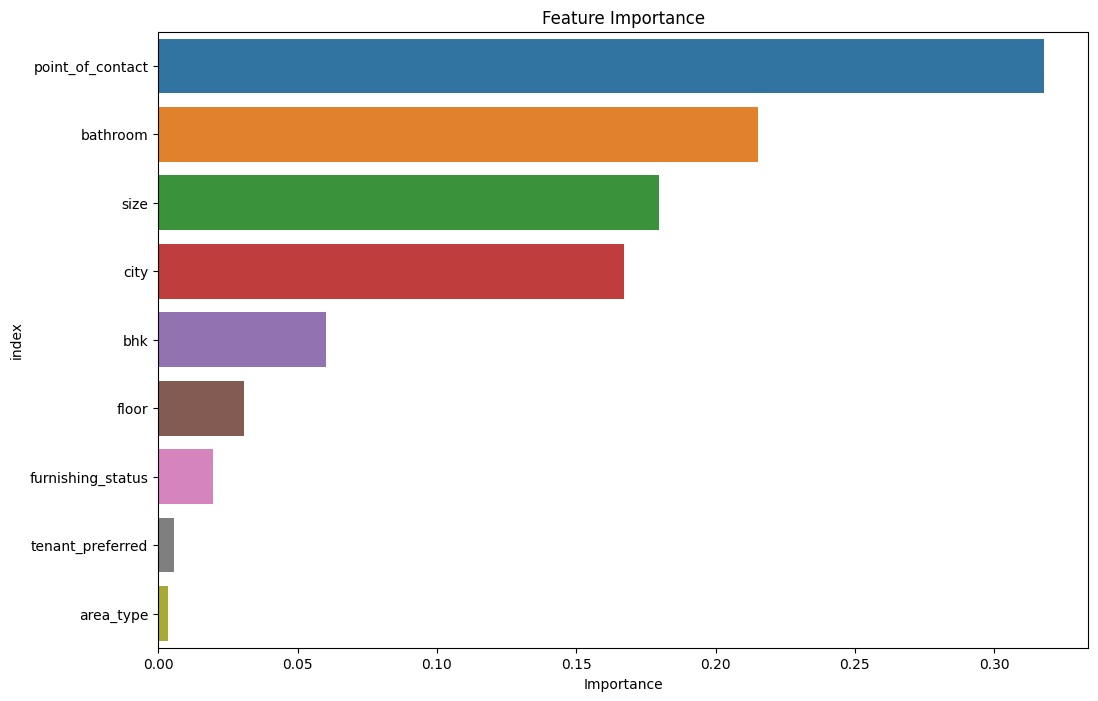 Feature Importance
point_of_contact
bathroom
size
city
bhk
floor
furnishing_status
tenant_preferred
area_type
index
0.00 0.05 0.10 0.15 0.20 0.25 0.30
Importance